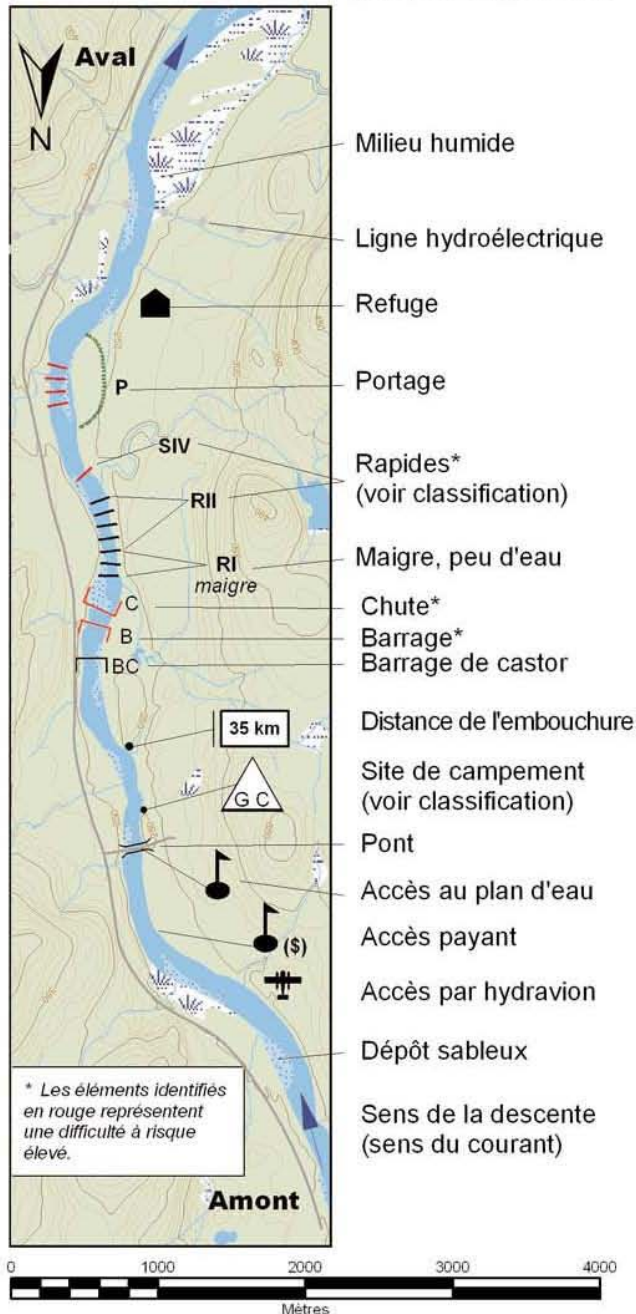 Aval
N
Milieu humide
Ligne hydroélectrique
Refuge
P
Portage
SIV
Rapides*
(voir classification)
RII
RI
maigre
Maigre, peu d'eau
C
Chute*
B
Barrage*
BC
Barrage de castor
35 km
Distance de l'embouchure
G C
Site de campement
(voir classification)
Pont
Accès au plan d'eau
($)
Accès payant
Accès par hydravion
Dépôt sableux
* Les éléments identifiés
en rouge représentent
une difficulté à risque
élevé.
Sens de la descente
(sens du courant)
Amont
0 1000 2000 3000 4000
Mètres